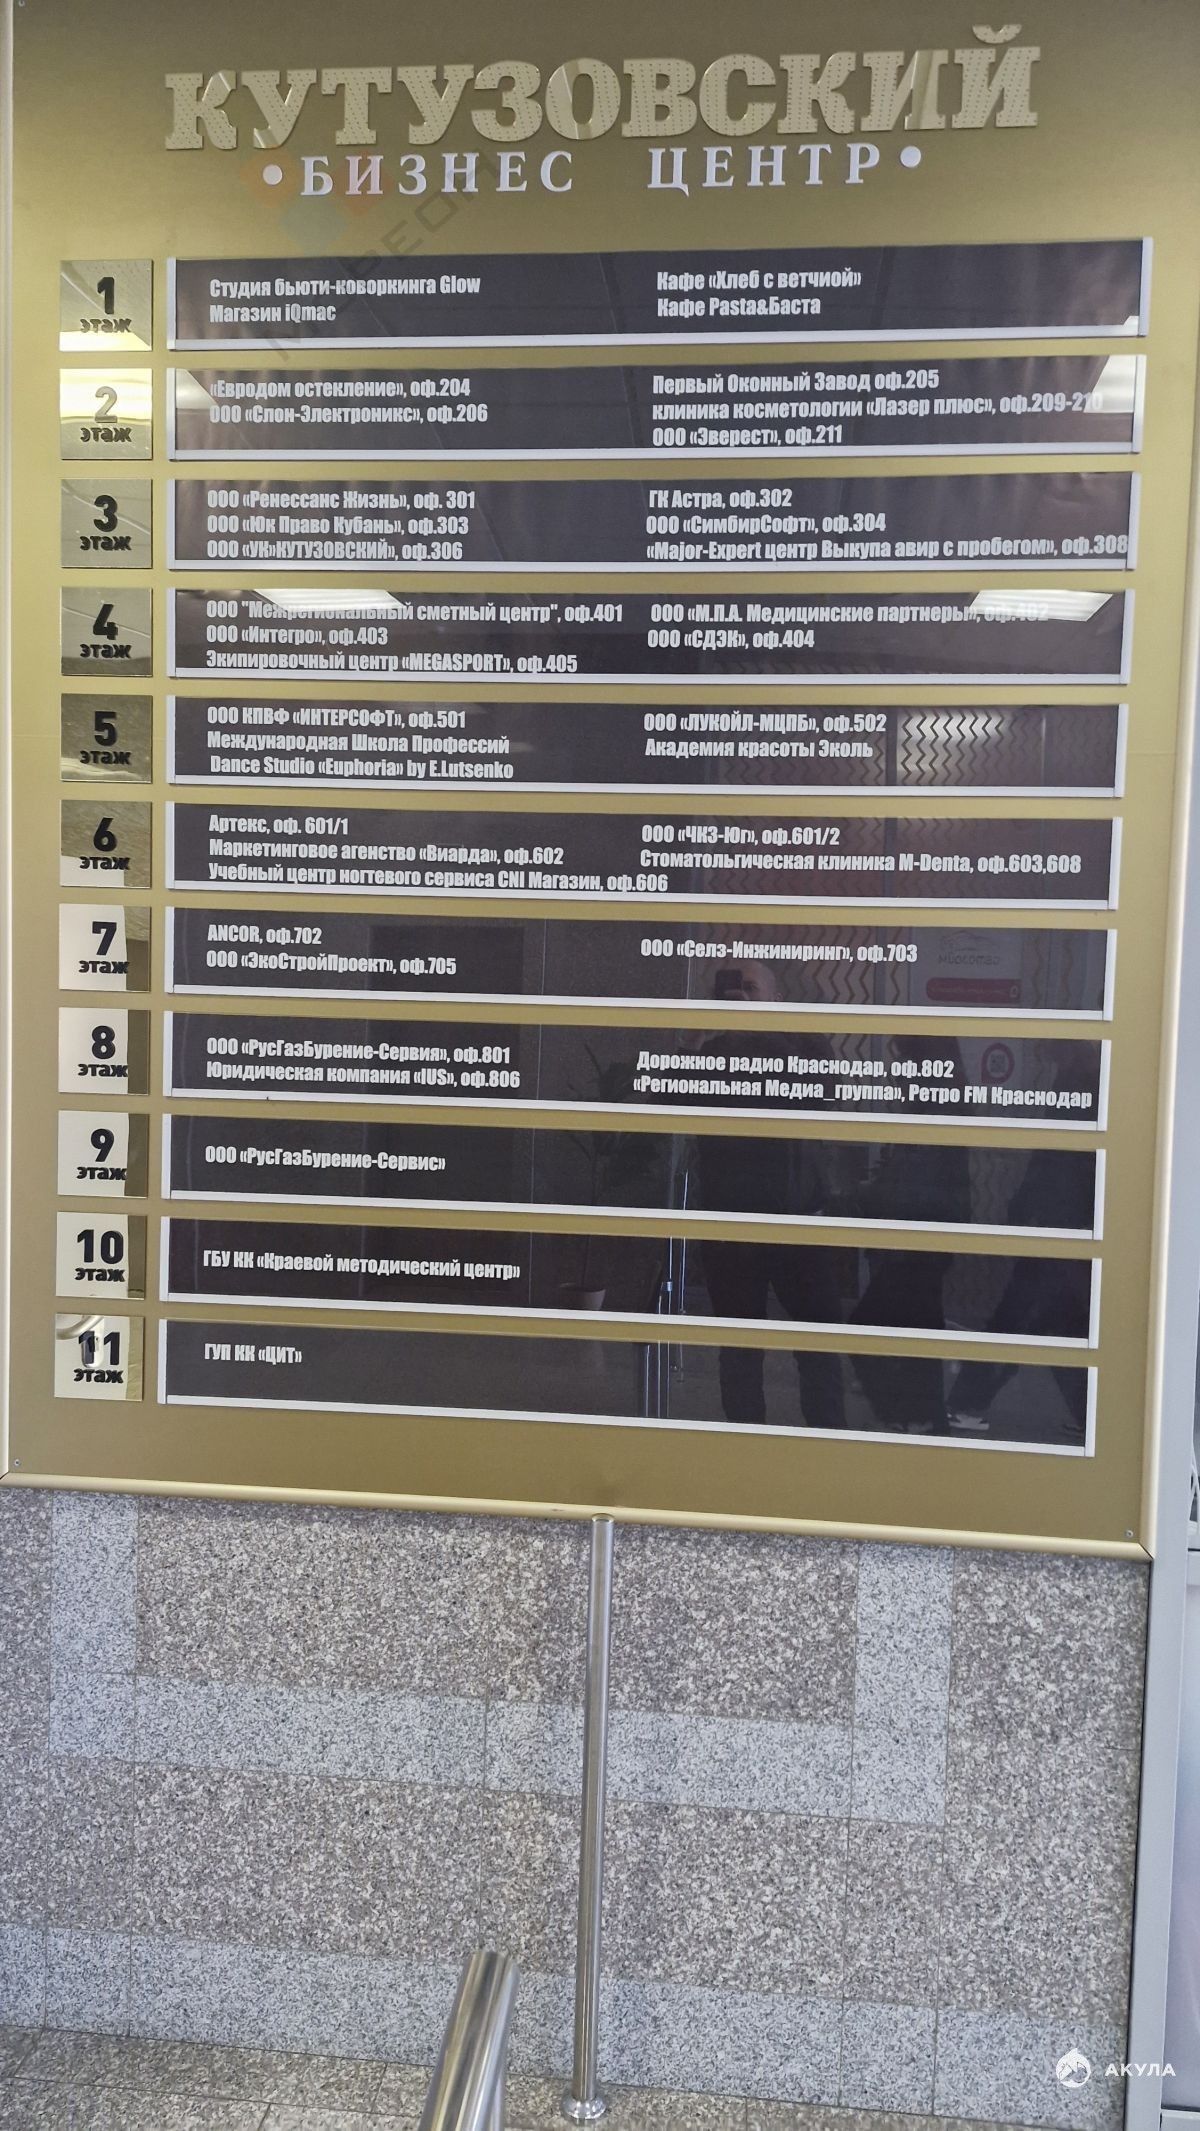 КУТУЗОВСКИЙ
•БИЗНЕС ЦЕНТР•
1 этаж
Студия бьюти-коворкинга Glow
Магазин iQmac
Кафе «Хлеб с ветчиой»
Кафе Pasta&Баста
2 этаж
«Евродом остекление», оф.204
ООО «Слон-Электроникс», оф.206
Первый Оконный Завод оф.205
клиника косметологии «Лазер плюс», оф.209-210
ООО «Эверест», оф.211
3 этаж
ООО «Ренессанс Жизнь», оф. 301
ООО «Юк Право Кубань», оф.303
ООО «УК»КУТУЗОВСКИЙ», оф.306
ГК Астра, оф.302
ООО «СимбирСофт», оф.304
«Major-Expert центр Выкупа авир с пробегом», оф.308
4 этаж
ООО "Межрегиональный сметный центр", оф.401
ООО «Интегро», оф.403
Экипировочный центр «MEGASPORT», оф.405
ООО «М.П.А. Медицинские партнеры», оф.402
ООО «СДЭК», оф.404
5 этаж
ООО КПВФ «ИНТЕРСОФТ», оф.501
Международная Школа Профессий
Dance Studio «Euphoria» by E.Lutsenko
ООО «ЛУКОЙЛ-МЦПБ», оф.502
Академия красоты Эколь
6 этаж
Артекс, оф. 601/1
Маркетинговое агенство «Виарда», оф.602
Учебный центр ногтевого сервиса CNI Магазин, оф.606
ООО «ЧКЗ-Юг», оф.601/2
Стоматольгическая клиника M-Denta, оф.603,608
7 этаж
ANCOR, оф.702
ООО «ЭкоСтройПроект», оф.705
ООО «Селз-Инжиниринг», оф.703
8 этаж
ООО «РусГазБурение-Сервия», оф.801
Юридическая компания «IUS», оф.806
Дорожное радио Краснодар, оф.802
«Региональная Медиа_группа», Ретро FM Краснодар
9 этаж
ООО «РусГазБурение-Сервис»
10 этаж
ГБУ КК «Краевой методический центр»
11 этаж
ГУП КК «ЦИТ»
АКУЛА